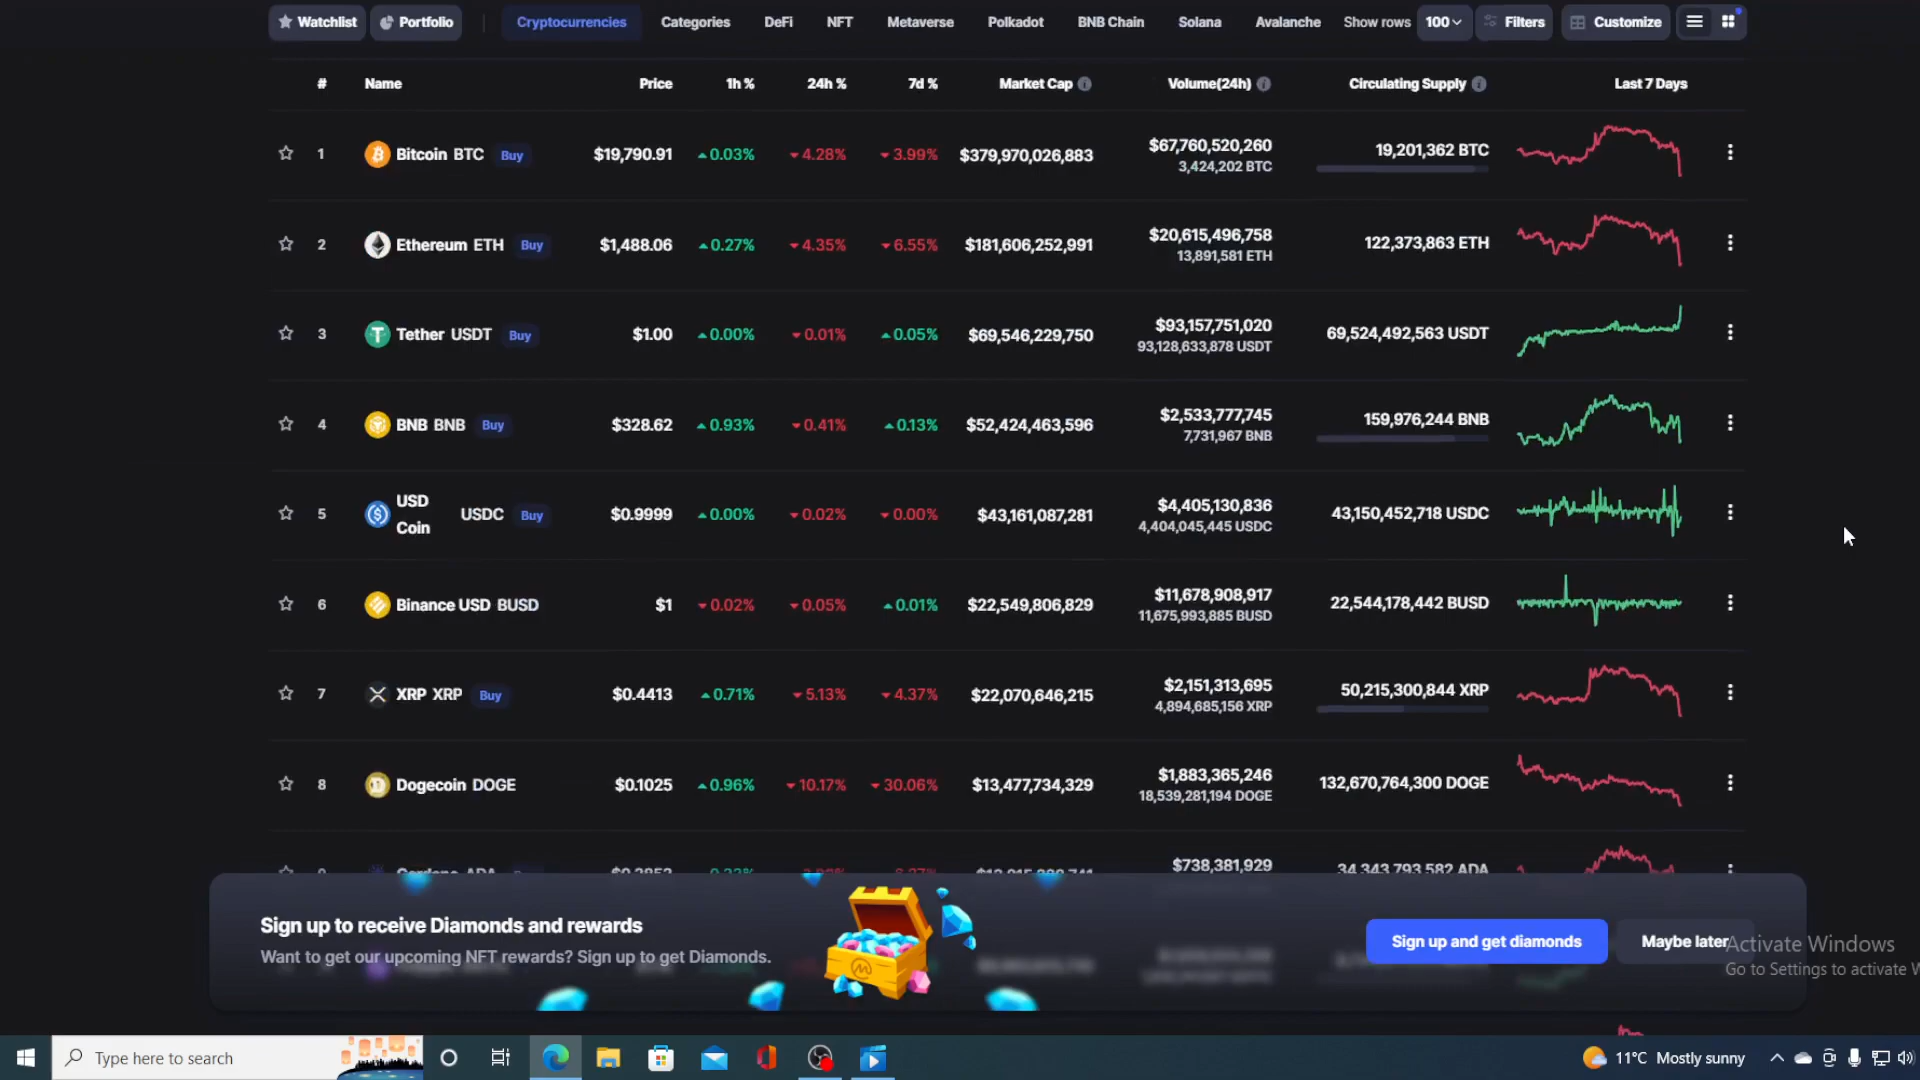 Watchlist Portfolio Cryptocurrencies Categories DeFi NFT Metaverse Polkadot BNB Chain Solana Avalanche Show rows 100 Filters Customize
# Name Price 1h % 24h % 7d % Market Cap Volume(24h) Circulating Supply Last 7 Days
1 Bitcoin BTC Buy $19,790.91 0.03% 4.28% 3.99% $379,970,026,883 $67,760,520,260 19,201,362 BTC
3,424,202 BTC
2 Ethereum ETH Buy $1,488.06 0.27% 4.35% 6.55% $181,606,252,991 $20,615,496,758 122,373,863 ETH
13,891,581 ETH
3 Tether USDT Buy $1.00 0.00% 0.01% 0.05% $69,546,229,750 $93,157,751,020 69,524,492,563 USDT
93,128,633,878 USDT
4 BNB BNB Buy $328.62 0.93% 0.41% 0.13% $52,424,463,596 $2,533,777,745 159,976,244 BNB
7,731,967 BNB
5 USD Coin USDC Buy $0.9999 0.00% 0.02% 0.00% $43,161,087,281 $4,405,130,836 43,150,452,718 USDC
4,404,045,445 USDC
6 Binance USD BUSD $1 0.02% 0.05% 0.01% $22,549,806,829 $11,678,908,917 22,544,178,442 BUSD
11,675,993,885 BUSD
7 XRP XRP Buy $0.4413 0.71% 5.13% 4.37% $22,070,646,215 $2,151,313,695 50,215,300,844 XRP
4,894,685,156 XRP
8 Dogecoin DOGE $0.1025 0.96% 10.17% 30.06% $13,477,734,329 $1,883,365,246 132,670,764,300 DOGE
18,539,281,194 DOGE
$738,381,929 34,343,793,582 ADA
Sign up to receive Diamonds and rewards
Want to get our upcoming NFT rewards? Sign up to get Diamonds.
Sign up and get diamonds Maybe later
Activate Windows
Go to Settings to activate W
Type here to search 11°C Mostly sunny